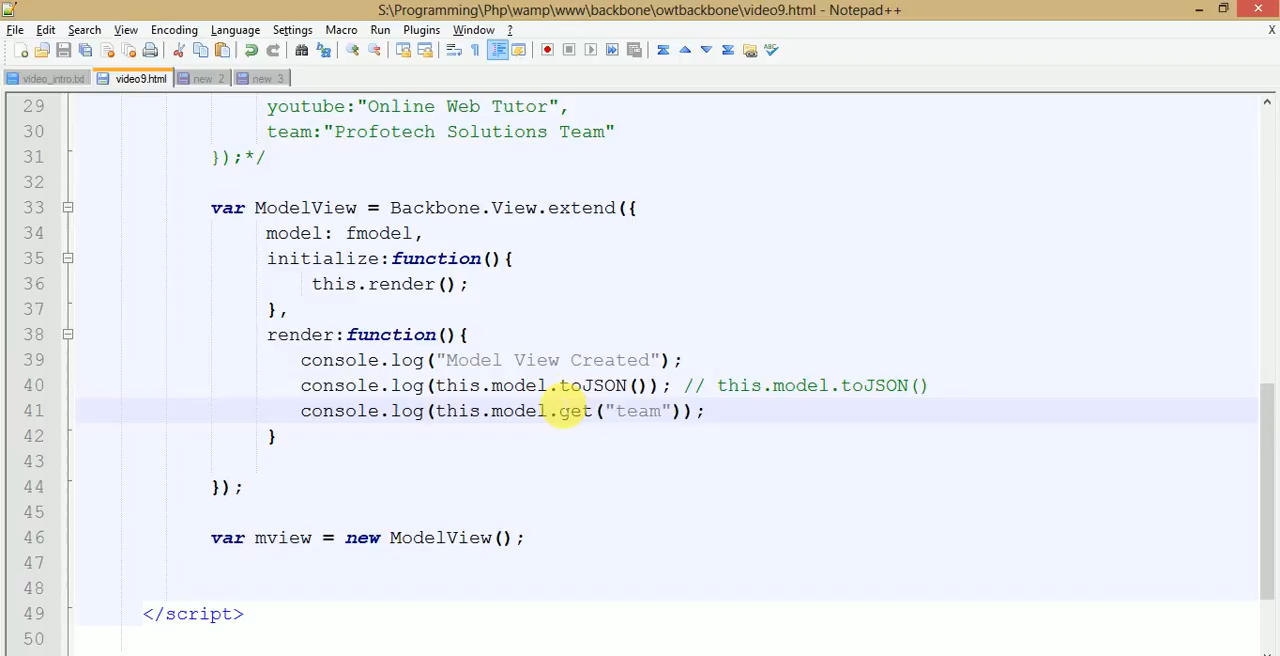 S:\Programming\Php\wamp\www\backbone\owtbackbone\video9.html - Notepad++
File Edit Search View Encoding Language Settings Macro Run Plugins Window ? X
video_intro.bd video9.html new 2 new 3
29 youtube:"Online Web Tutor",
30 team:"Profotech Solutions Team"
31 });*/
32
33 var ModelView = Backbone.View.extend({
34 model: fmodel,
35 initialize:function(){
36 this.render();
37 },
38 render:function(){
39 console.log("Model View Created");
40 console.log(this.model.toJSON()); // this.model.toJSON()
41 console.log(this.model.get("team"));
42 }
43
44 });
45
46 var mview = new ModelView();
47
48
49 </script>
50